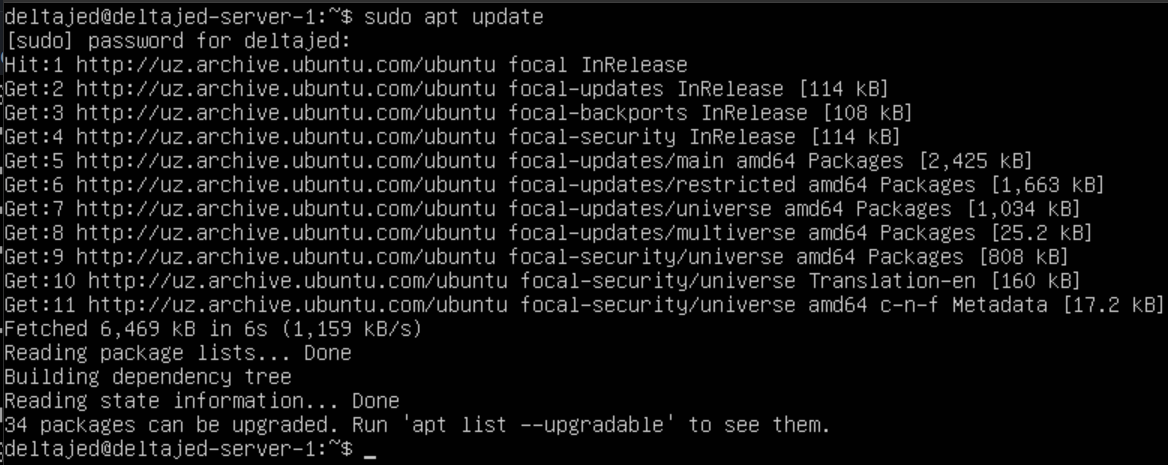 deltajed@deltajed-server-1:~$ sudo apt update
[sudo] password for deltajed:
Hit:1 http://uz.archive.ubuntu.com/ubuntu focal InRelease
Get:2 http://uz.archive.ubuntu.com/ubuntu focal-updates InRelease [114 kB]
Get:3 http://uz.archive.ubuntu.com/ubuntu focal-backports InRelease [108 kB]
Get:4 http://uz.archive.ubuntu.com/ubuntu focal-security InRelease [114 kB]
Get:5 http://uz.archive.ubuntu.com/ubuntu focal-updates/main amd64 Packages [2,425 kB]
Get:6 http://uz.archive.ubuntu.com/ubuntu focal-updates/restricted amd64 Packages [1,663 kB]
Get:7 http://uz.archive.ubuntu.com/ubuntu focal-updates/universe amd64 Packages [1,034 kB]
Get:8 http://uz.archive.ubuntu.com/ubuntu focal-updates/multiverse amd64 Packages [25.2 kB]
Get:9 http://uz.archive.ubuntu.com/ubuntu focal-security/universe amd64 Packages [808 kB]
Get:10 http://uz.archive.ubuntu.com/ubuntu focal-security/universe Translation-en [160 kB]
Get:11 http://uz.archive.ubuntu.com/ubuntu focal-security/universe amd64 c-n-f Metadata [17.2 kB]
Fetched 6,469 kB in 6s (1,159 kB/s)
Reading package lists... Done
Building dependency tree
Reading state information... Done
34 packages can be upgraded. Run 'apt list --upgradable' to see them.
deltajed@deltajed-server-1:~$ _